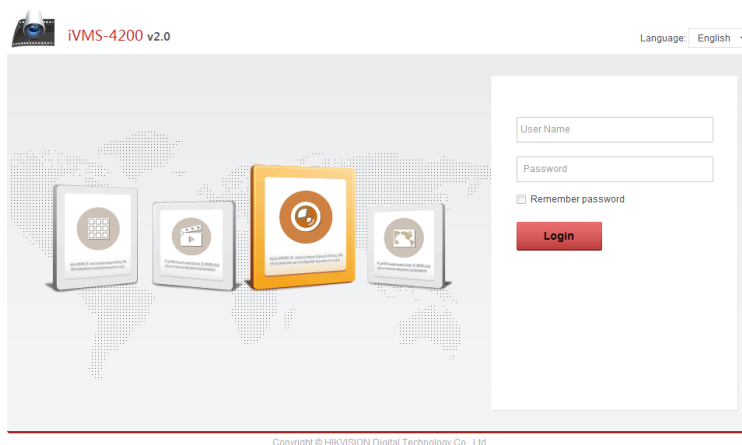 iVMS-4200 v2.0
Language: English
User Name
Password
Remember password
Login
Copyright © HIKVISION Digital Technology Co., Ltd.